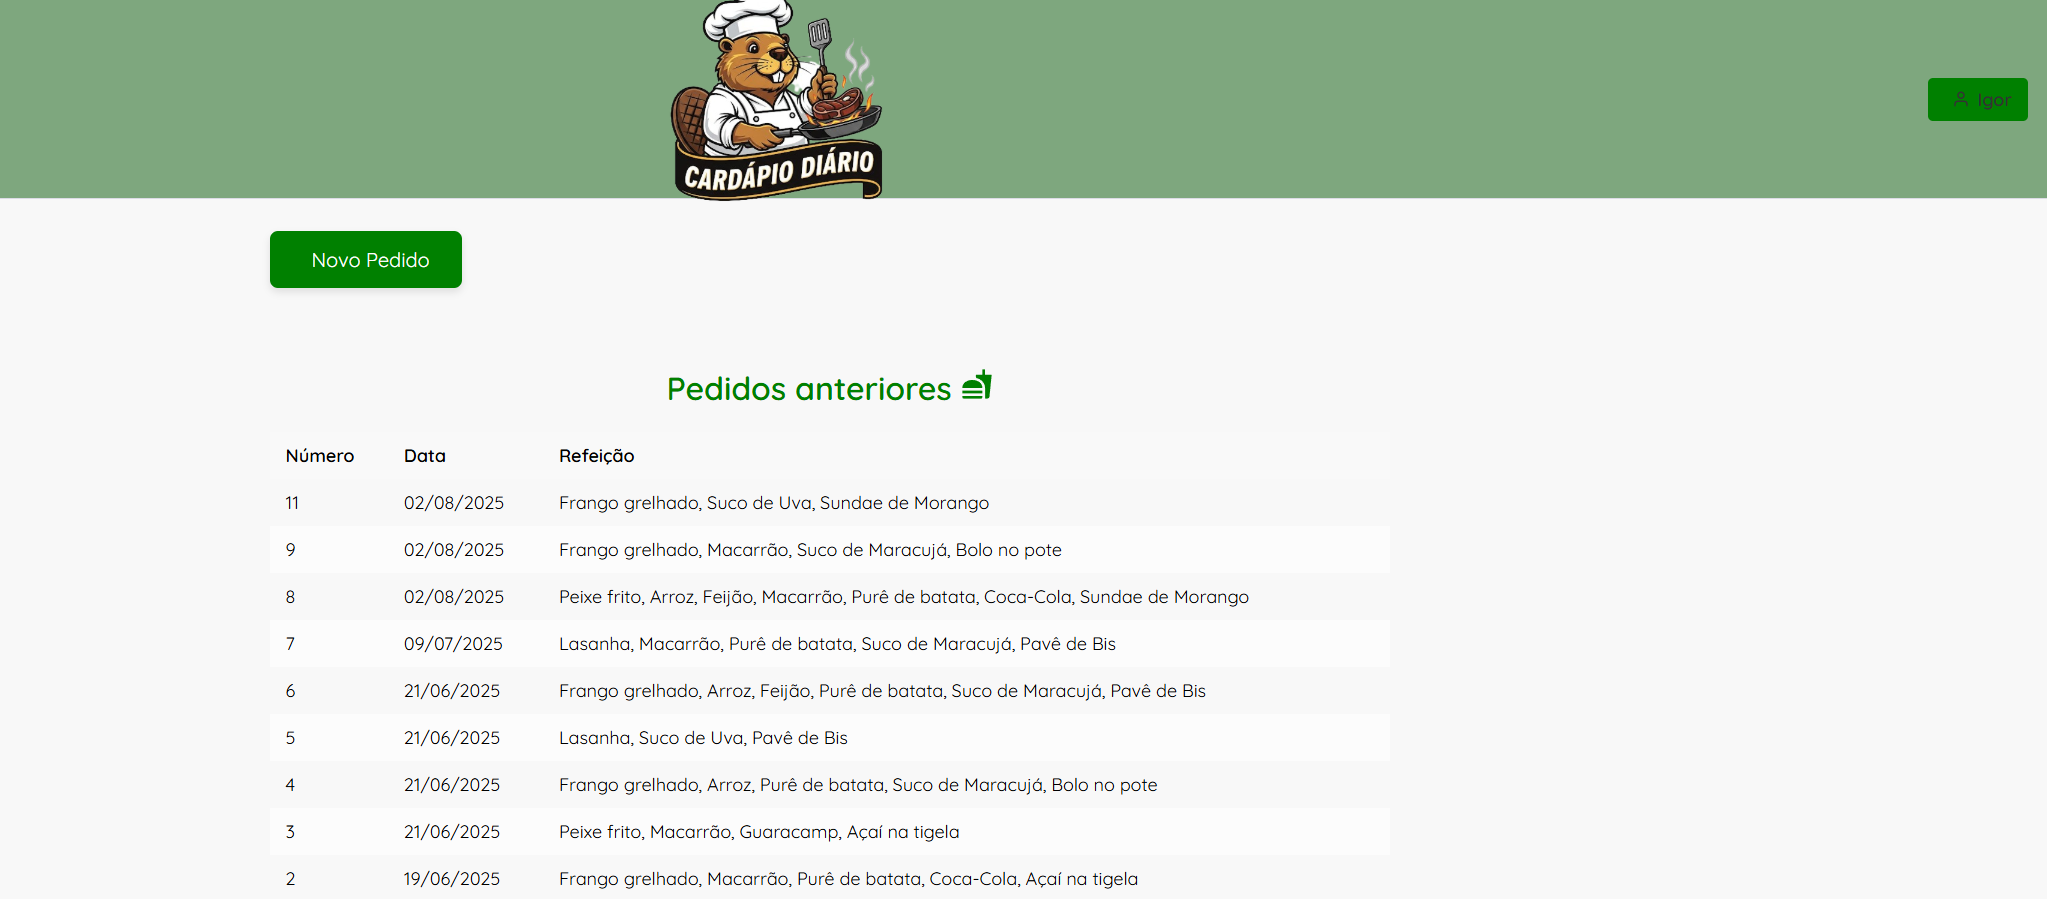 CARDÁPIO DIÁRIO
Igor
Novo Pedido
Pedidos anteriores
Número Data Refeição
11 02/08/2025 Frango grelhado, Suco de Uva, Sundae de Morango
9 02/08/2025 Frango grelhado, Macarrão, Suco de Maracujá, Bolo no pote
8 02/08/2025 Peixe frito, Arroz, Feijão, Macarrão, Purê de batata, Coca-Cola, Sundae de Morango
7 09/07/2025 Lasanha, Macarrão, Purê de batata, Suco de Maracujá, Pavê de Bis
6 21/06/2025 Frango grelhado, Arroz, Feijão, Purê de batata, Suco de Maracujá, Pavê de Bis
5 21/06/2025 Lasanha, Suco de Uva, Pavê de Bis
4 21/06/2025 Frango grelhado, Arroz, Purê de batata, Suco de Maracujá, Bolo no pote
3 21/06/2025 Peixe frito, Macarrão, Guaracamp, Açaí na tigela
2 19/06/2025 Frango grelhado, Macarrão, Purê de batata, Coca-Cola, Açaí na tigela